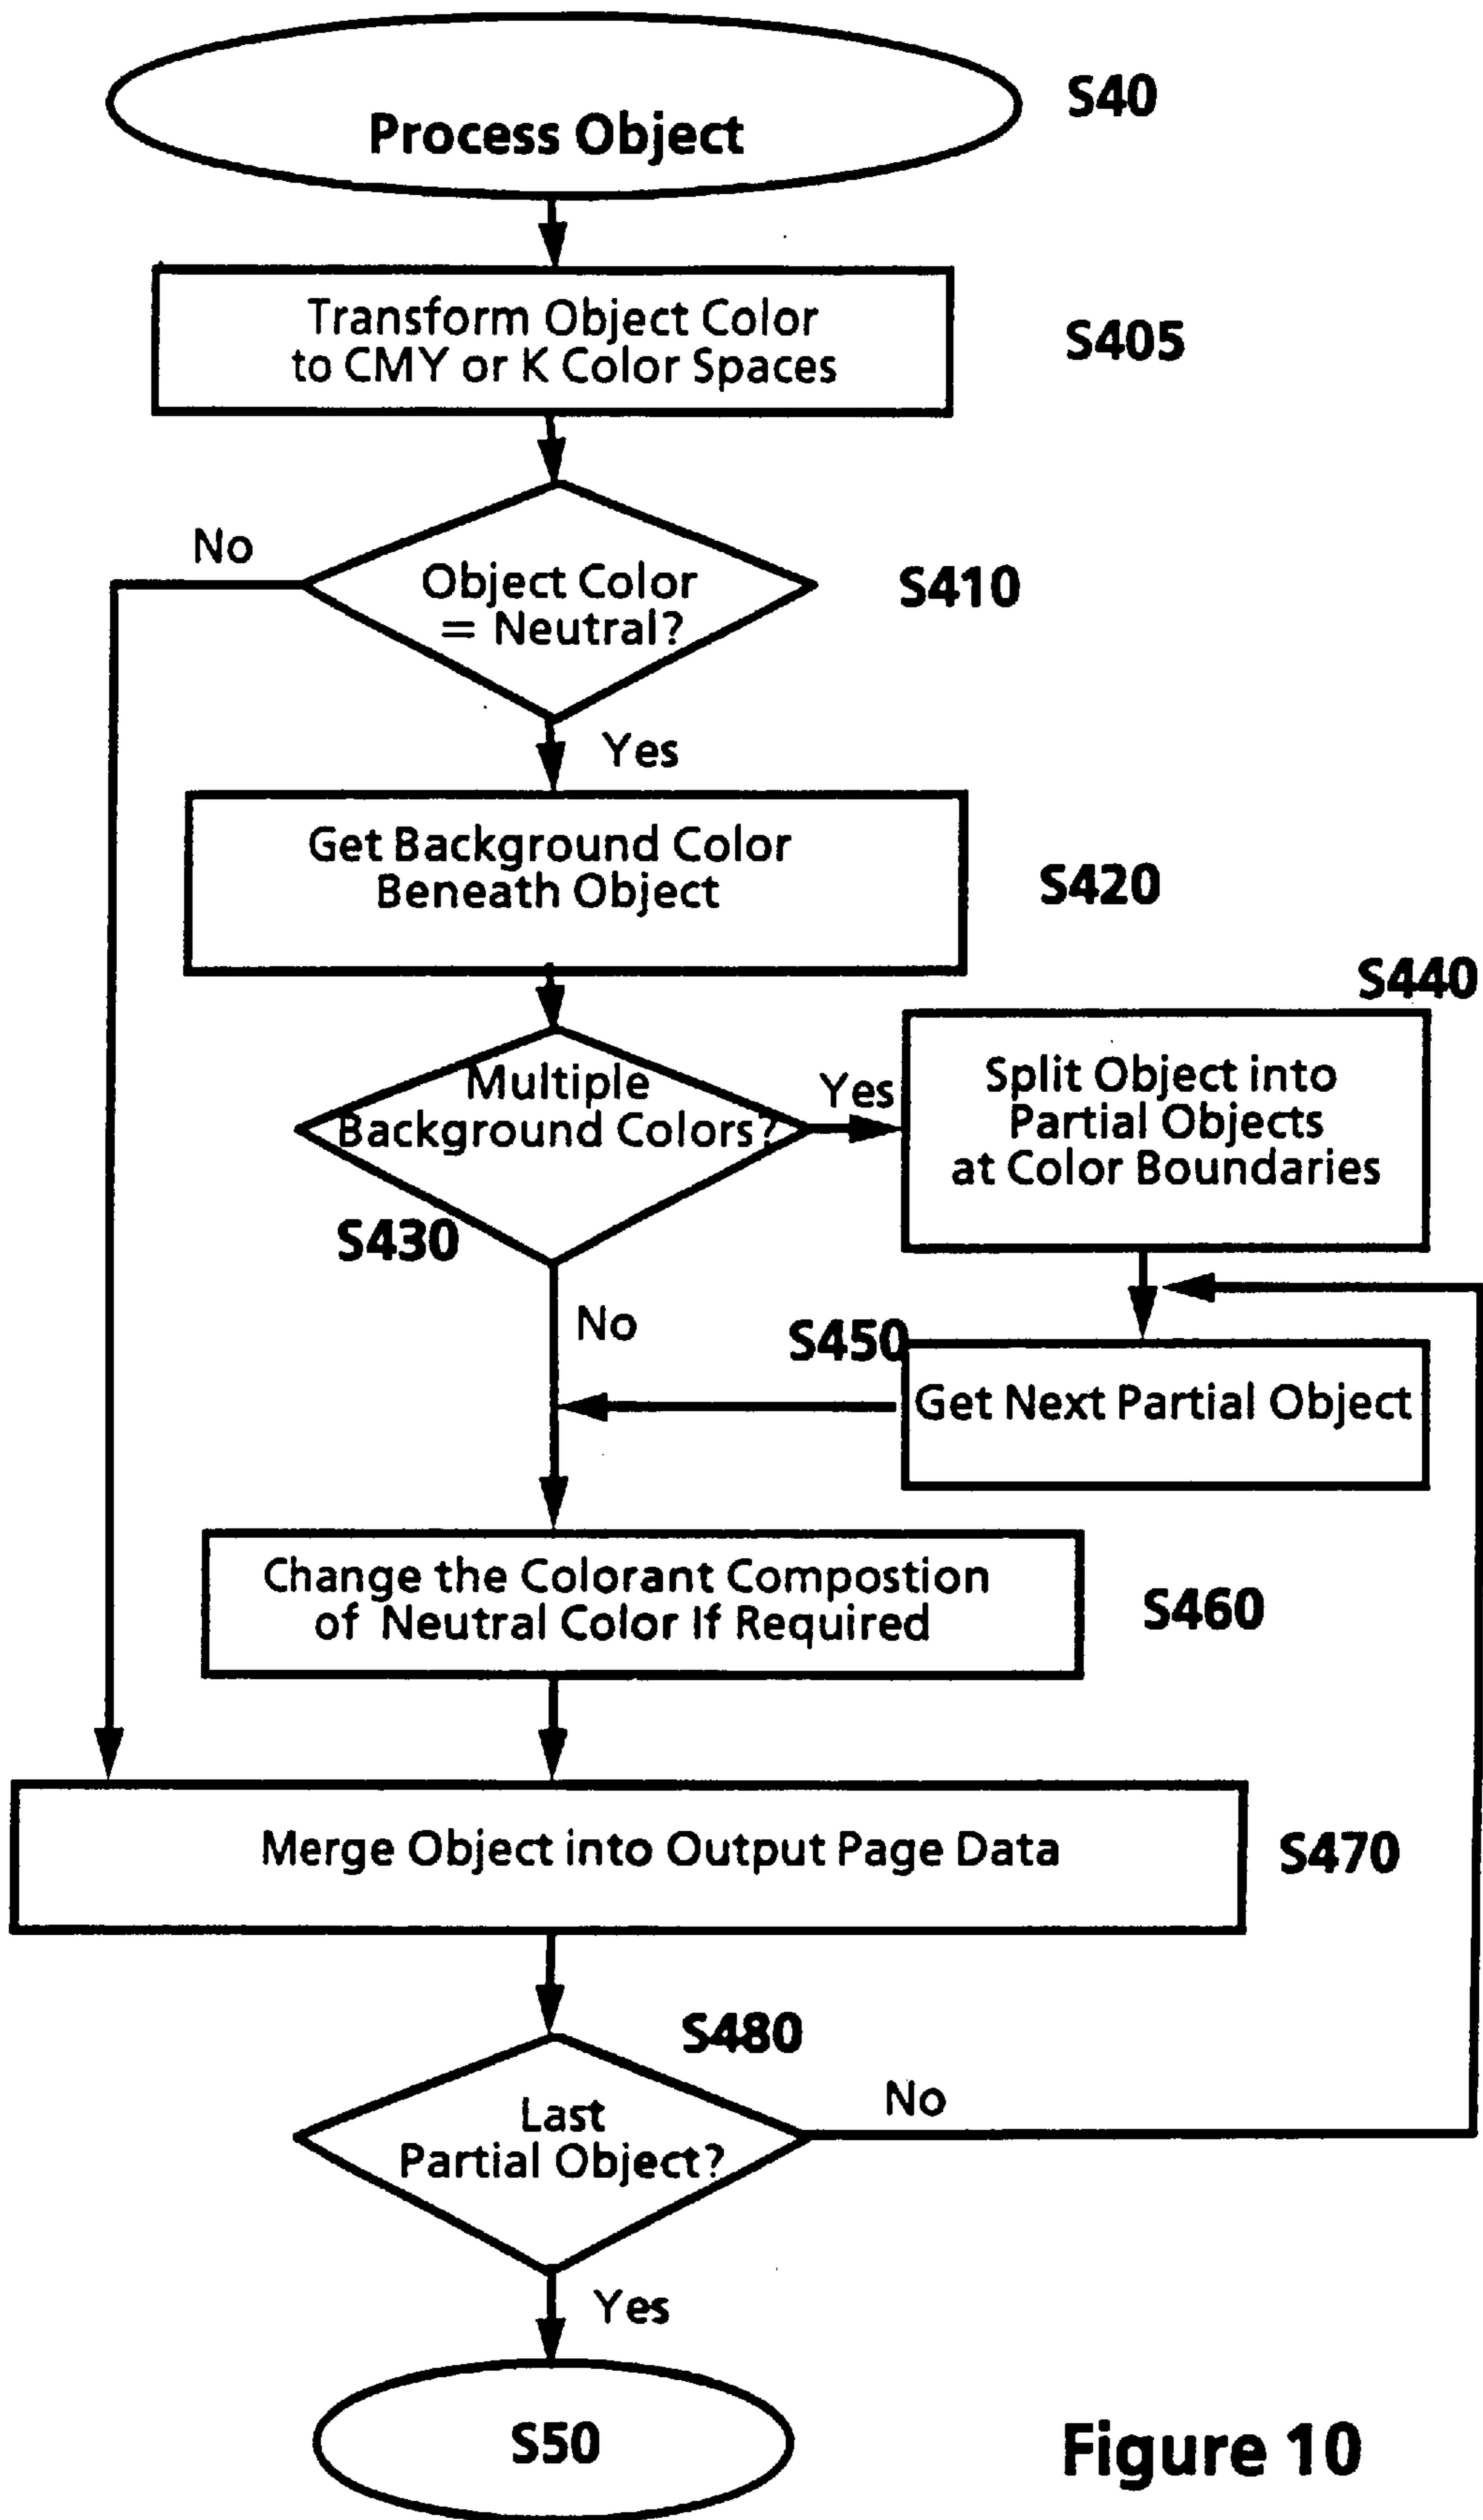 Process Object
S40
Transform Object Color
to CMY or K Color Spaces
S405
No
Object Color
= Neutral?
S410
Yes
Get Background Color
Beneath Object
S420
S440
Multiple
Background Colors?
Yes
Split Object into
Partial Objects
at Color Boundaries
S430
No
S450
Get Next Partial Object
Change the Colorant Compostion
of Neutral Color If Required
S460
Merge Object into Output Page Data
S470
S480
Last
Partial Object?
No
Yes
S50
Figure 10